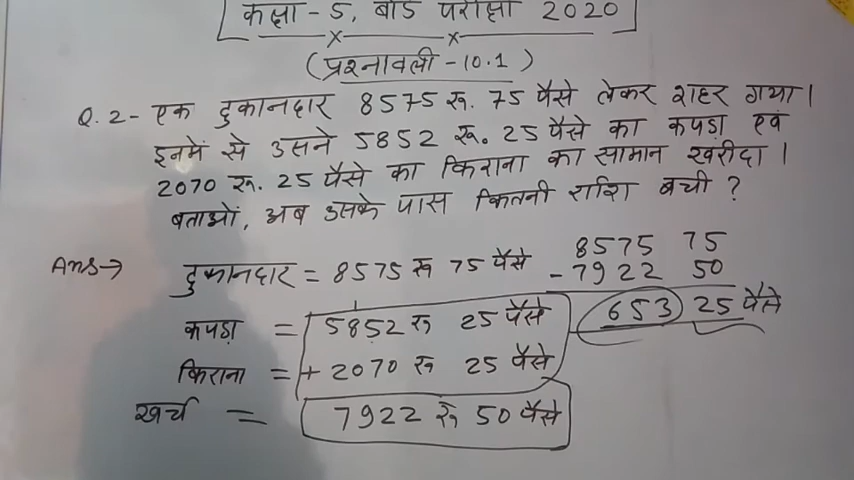 कक्षा - 5, बोर्ड परीक्षा 2020
(प्रश्नावली - 10.1)
Q. 2 - एक दुकानदार 8575 रू. 75 पैसे लेकर शहर गया।
इनमें से उसने 5852 रू. 25 पैसे का कपड़ा एवं
2070 रू. 25 पैसे का किराना का सामान खरीदा।
बताओं, अब उसके पास कितनी राशि बची ?
Ans→ दुकानदार = 8575 रू 75 पैसे
कपड़ा = 5852 रू 25 पैसे
किराना = + 2070 रू 25 पैसे
खर्च = 7922 रू 50 पैसे
8575 75
- 7922 50
653 25 पैसे